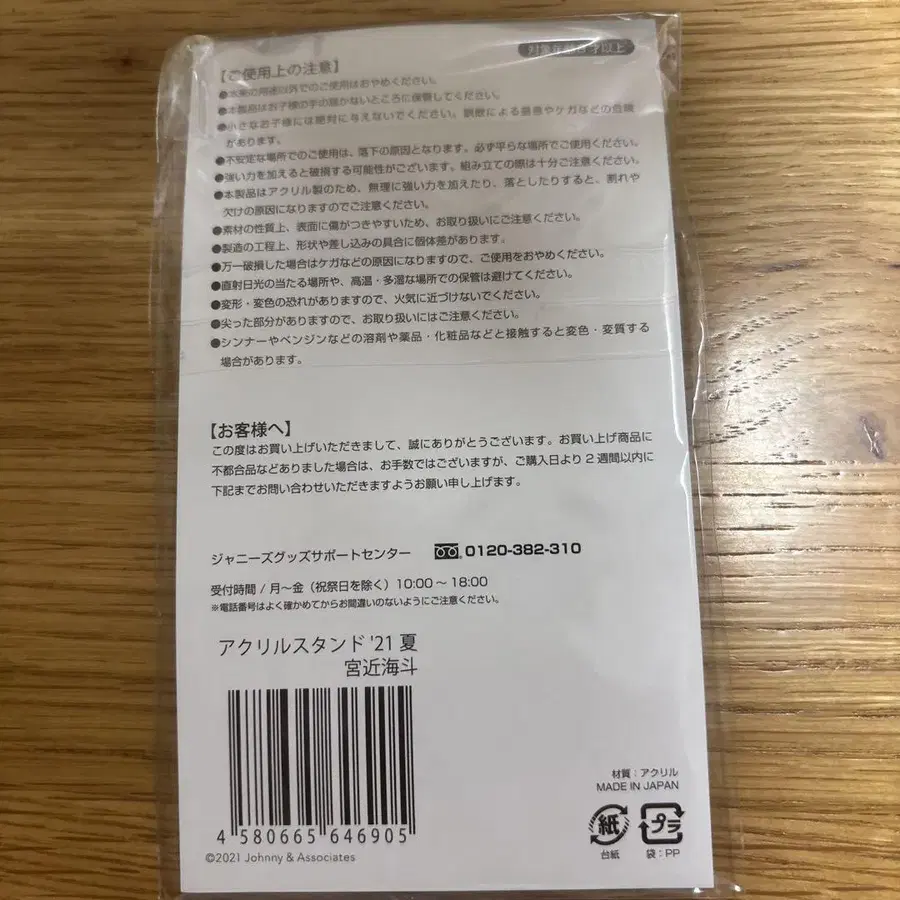 【ご使用上の注意】
対象年齢6才以上
●本来の用途以外でのご使用はおやめください。
●本製品はお子様の手の届かないところに保管してください。
●小さなお子様には絶対に与えないでください。誤飲による窒息やケガなどの危険
があります。
●不安定な場所でのご使用は、落下の原因となります。必ず平らな場所でご使用ください。
●強い力を加えると破損する可能性がございます。組み立ての際は十分ご注意ください。
●本製品はアクリル製のため、無理に強い力を加えたり、落としたりすると、割れや
欠けの原因になりますのでご注意ください。
●素材の性質上、表面に傷がつきやすいため、お取り扱いにご注意ください。
●製造の工程上、形状や差し込みの具合に個体差があります。
●万一破損した場合はケガなどの原因になりますので、ご使用をおやめください。
●直射日光の当たる場所や、高温・多湿な場所での保管は避けてください。
●変形・変色の恐れがありますので、火気に近づけないでください。
●尖った部分がありますので、お取り扱いにはご注意ください。
●シンナーやベンジンなどの溶剤や薬品・化粧品などと接触すると変色・変質する
場合があります。
【お客様へ】
この度はお買い上げいただきまして、誠にありがとうございます。お買い上げ商品に
不都合品などありました場合は、お手数ではございますが、ご購入日より2週間以内に
下記までお問い合わせいただきますようお願い申し上げます。
ジャニーズグッズサポートセンター 0120-382-310
受付時間 / 月〜金（祝祭日を除く）10:00〜18:00
※電話番号はよく確かめてからお間違いのないようにご注意ください。
アクリルスタンド '21 夏
宮近海斗
4 580665 646905
©2021 Johnny & Associates
材質：アクリル
MADE IN JAPAN
紙 プラ
台紙 袋：PP